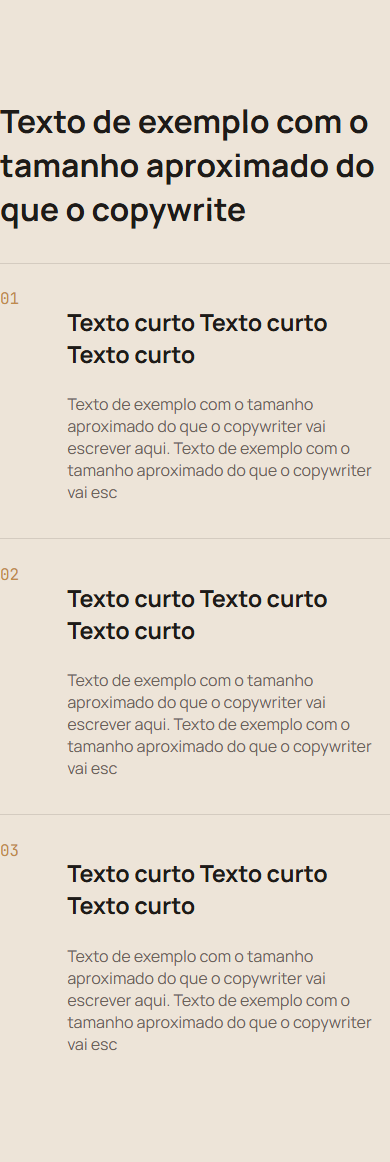 Texto de exemplo com o
tamanho aproximado do
que o copywrite
01
Texto curto Texto curto
Texto curto
Texto de exemplo com o tamanho
aproximado do que o copywriter vai
escrever aqui. Texto de exemplo com o
tamanho aproximado do que o copywriter
vai esc
02
Texto curto Texto curto
Texto curto
Texto de exemplo com o tamanho
aproximado do que o copywriter vai
escrever aqui. Texto de exemplo com o
tamanho aproximado do que o copywriter
vai esc
03
Texto curto Texto curto
Texto curto
Texto de exemplo com o tamanho
aproximado do que o copywriter vai
escrever aqui. Texto de exemplo com o
tamanho aproximado do que o copywriter
vai esc